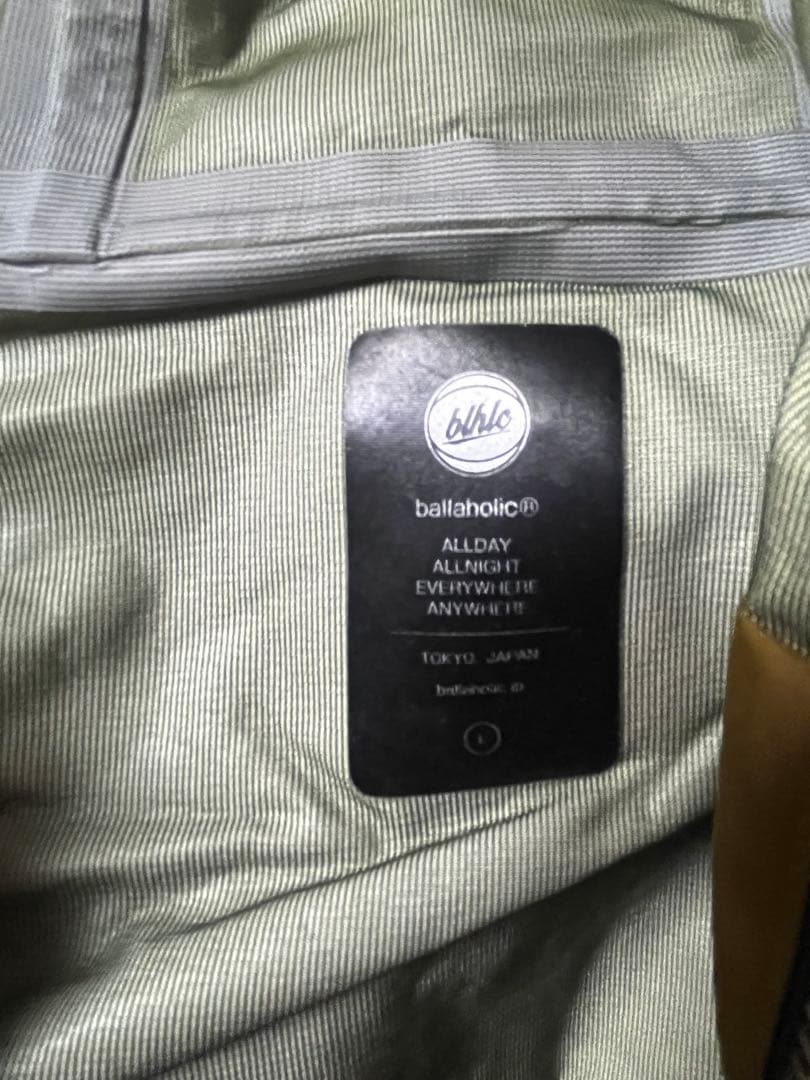 blhlc
ballaholic®
ALLDAY
ALLNIGHT
EVERYWHERE
ANYWHERE
TOKYO, JAPAN